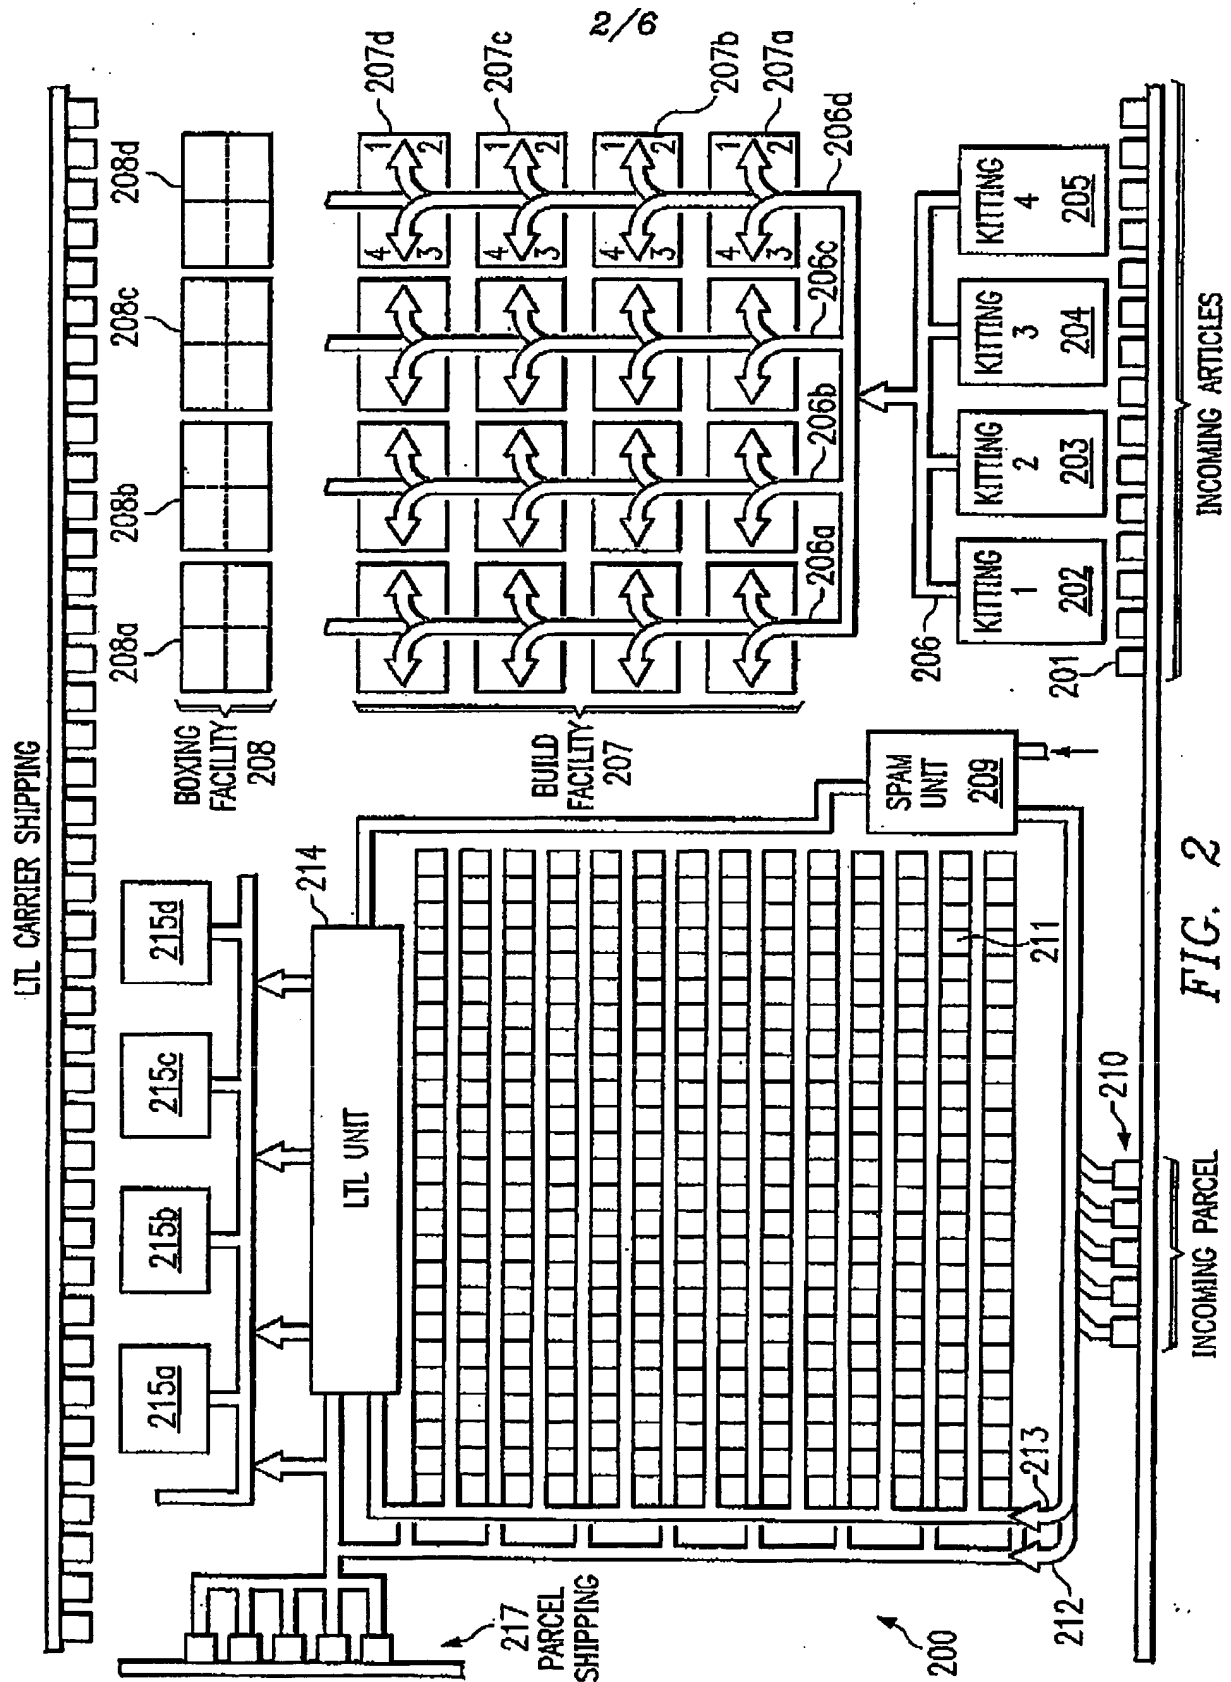 2/6
LTL CARRIER SHIPPING
208a
208b
208c
208d
BOXING
FACILITY
208
207d
207c
207b
207a
1
2
3
4
1
2
3
4
1
2
3
4
1
2
3
4
BUILD
FACILITY
207
206a
206b
206c
206d
206
KITTING
1
202
KITTING
2
203
KITTING
3
204
KITTING
4
205
201
INCOMING ARTICLES
215a
215b
215c
215d
214
LTL UNIT
SPAM
UNIT
209
211
213
212
210
INCOMING PARCEL
217
PARCEL
SHIPPING
200
FIG. 2